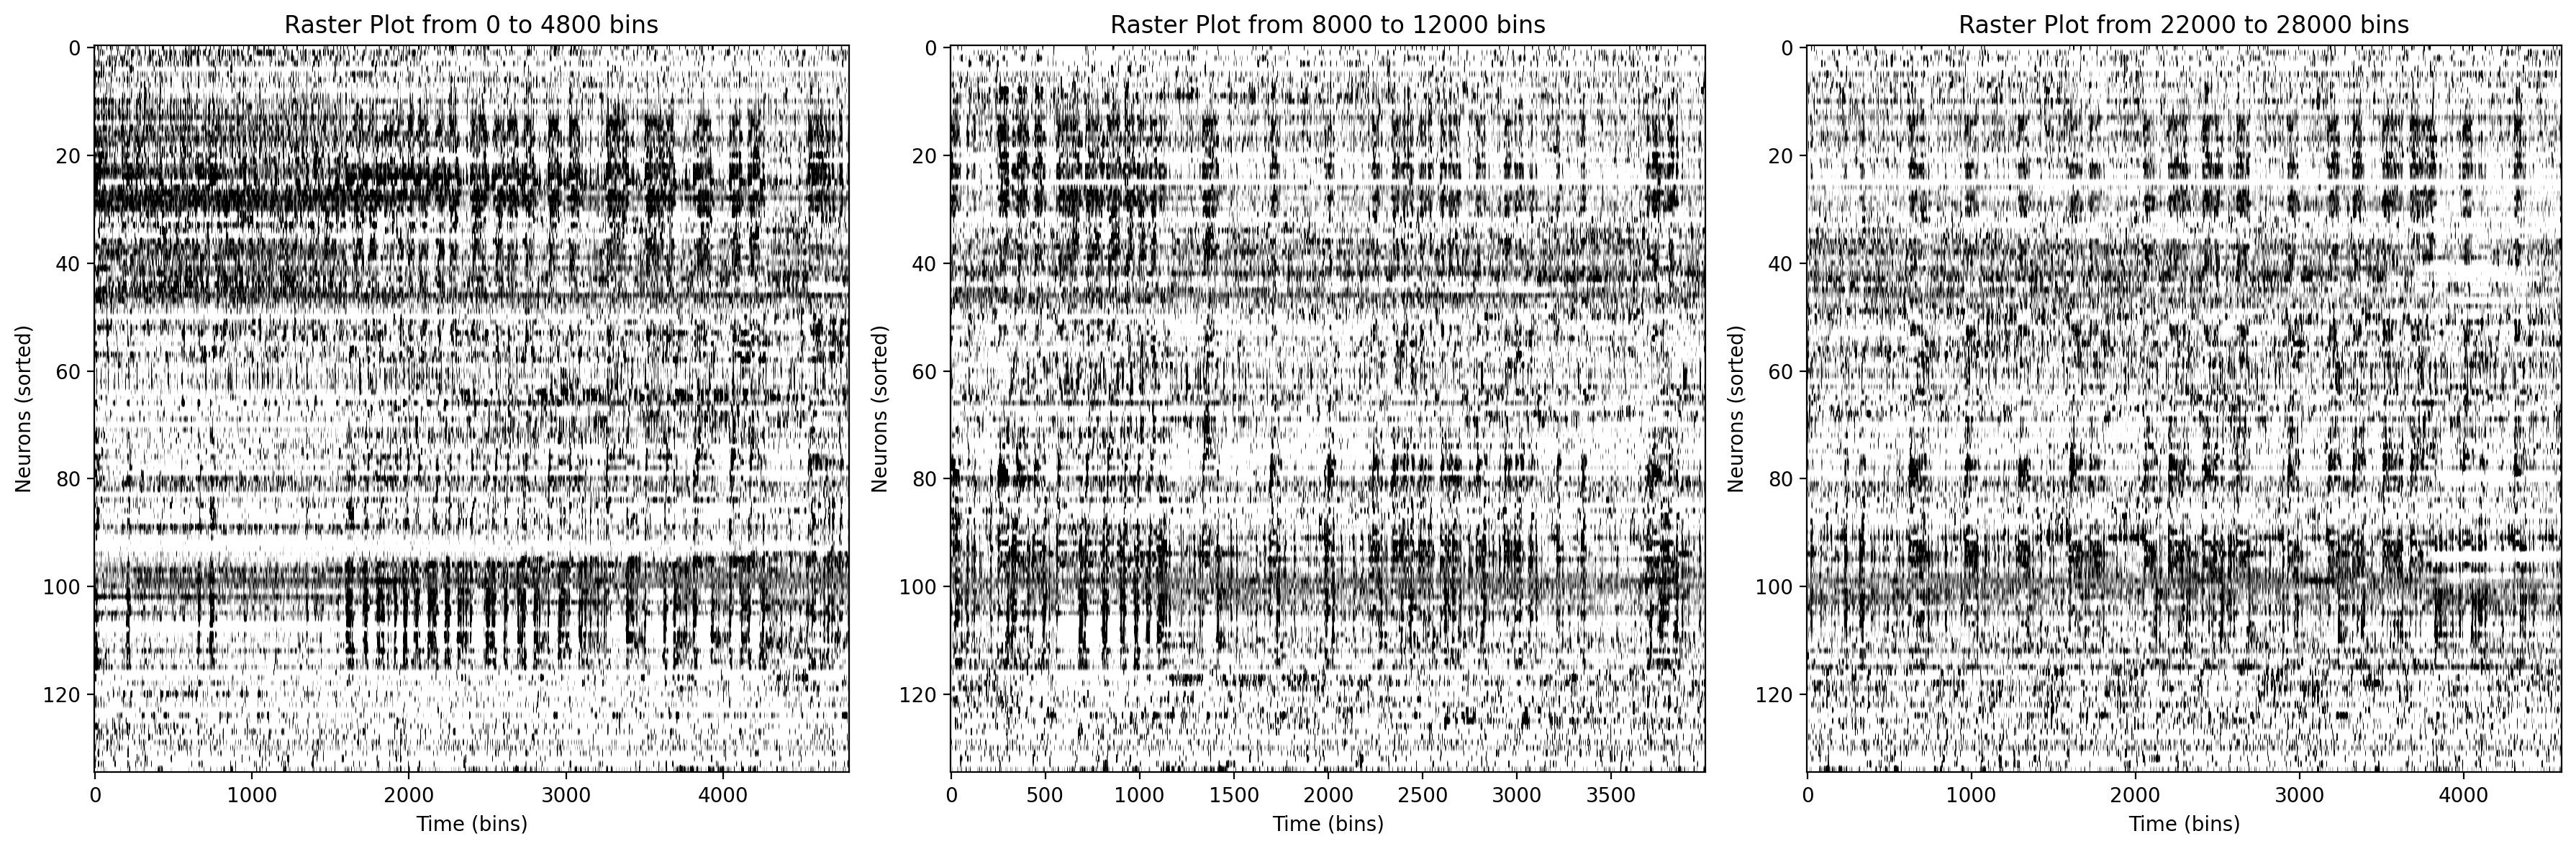 Raster Plot from 0 to 4800 bins
0
20
40
60
80
100
120
Neurons (sorted)
0 1000 2000 3000 4000
Time (bins)
Raster Plot from 8000 to 12000 bins
0
20
40
60
80
100
120
Neurons (sorted)
0 500 1000 1500 2000 2500 3000 3500
Time (bins)
Raster Plot from 22000 to 28000 bins
0
20
40
60
80
100
120
Neurons (sorted)
0 1000 2000 3000 4000
Time (bins)